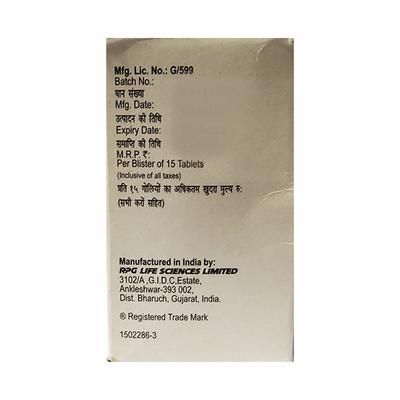 Mfg. Lic. No.: G/599
Batch No.:
घान संख्या
Mfg. Date:
उत्पादन की तिथि
Expiry Date:
समाप्ति की तिथि
M.R.P. ₹:
Per Blister of 15 Tablets
(Inclusive of all taxes)
प्रति १५ गोलियों का अधिकतम खुदरा मुल्य रु:
(सभी करों सहित)
Manufactured in India by:
RPG LIFE SCIENCES LIMITED
3102/A ,G.I.D.C,Estate,
Ankleshwar-393 002,
Dist. Bharuch, Gujarat, India.
® Registered Trade Mark
1502286-3